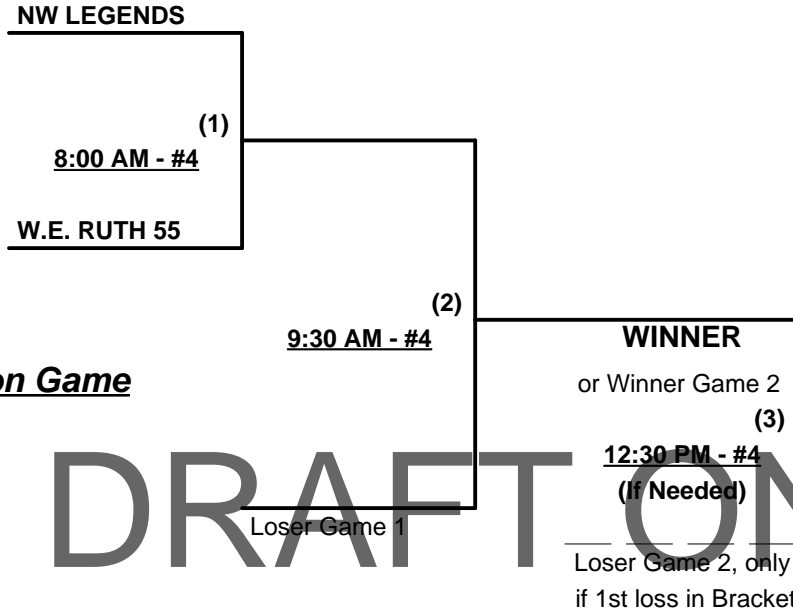 NW LEGENDS
(1)
8:00 AM - #4
W.E. RUTH 55
(2)
9:30 AM - #4
WINNER
on Game
or Winner Game 2
(3)
12:30 PM - #4
(If Needed)
DRAFT ON
Loser Game 1
Loser Game 2, only
if 1st loss in Bracket